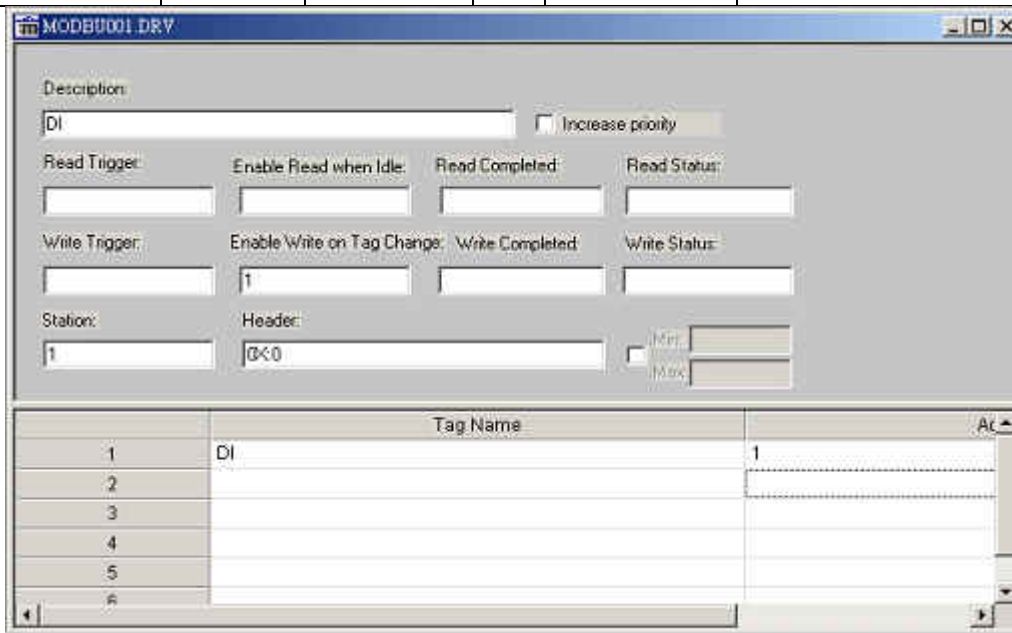 MODBU001.DRV
Description:
DI
Increase priority
Read Trigger: Enable Read when Idle: Read Completed: Read Status:
Write Trigger: Enable Write on Tag Change: Write Completed: Write Status:
1
Station: Header:
1 0X:0
Min:
Max:
Tag Name Ac
1 DI 1
2
3
4
5
6